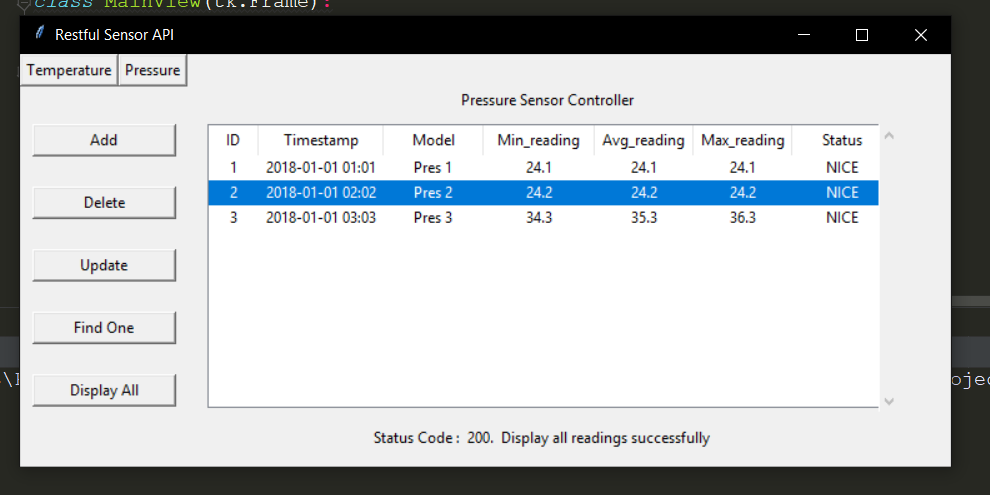 class MainView(tk.Frame):
Restful Sensor API
Temperature Pressure
Pressure Sensor Controller
Add
Delete
Update
Find One
Display All
ID Timestamp Model Min_reading Avg_reading Max_reading Status
1 2018-01-01 01:01 Pres 1 24.1 24.1 24.1 NICE
2 2018-01-01 02:02 Pres 2 24.2 24.2 24.2 NICE
3 2018-01-01 03:03 Pres 3 34.3 35.3 36.3 NICE
Status Code : 200. Display all readings successfully